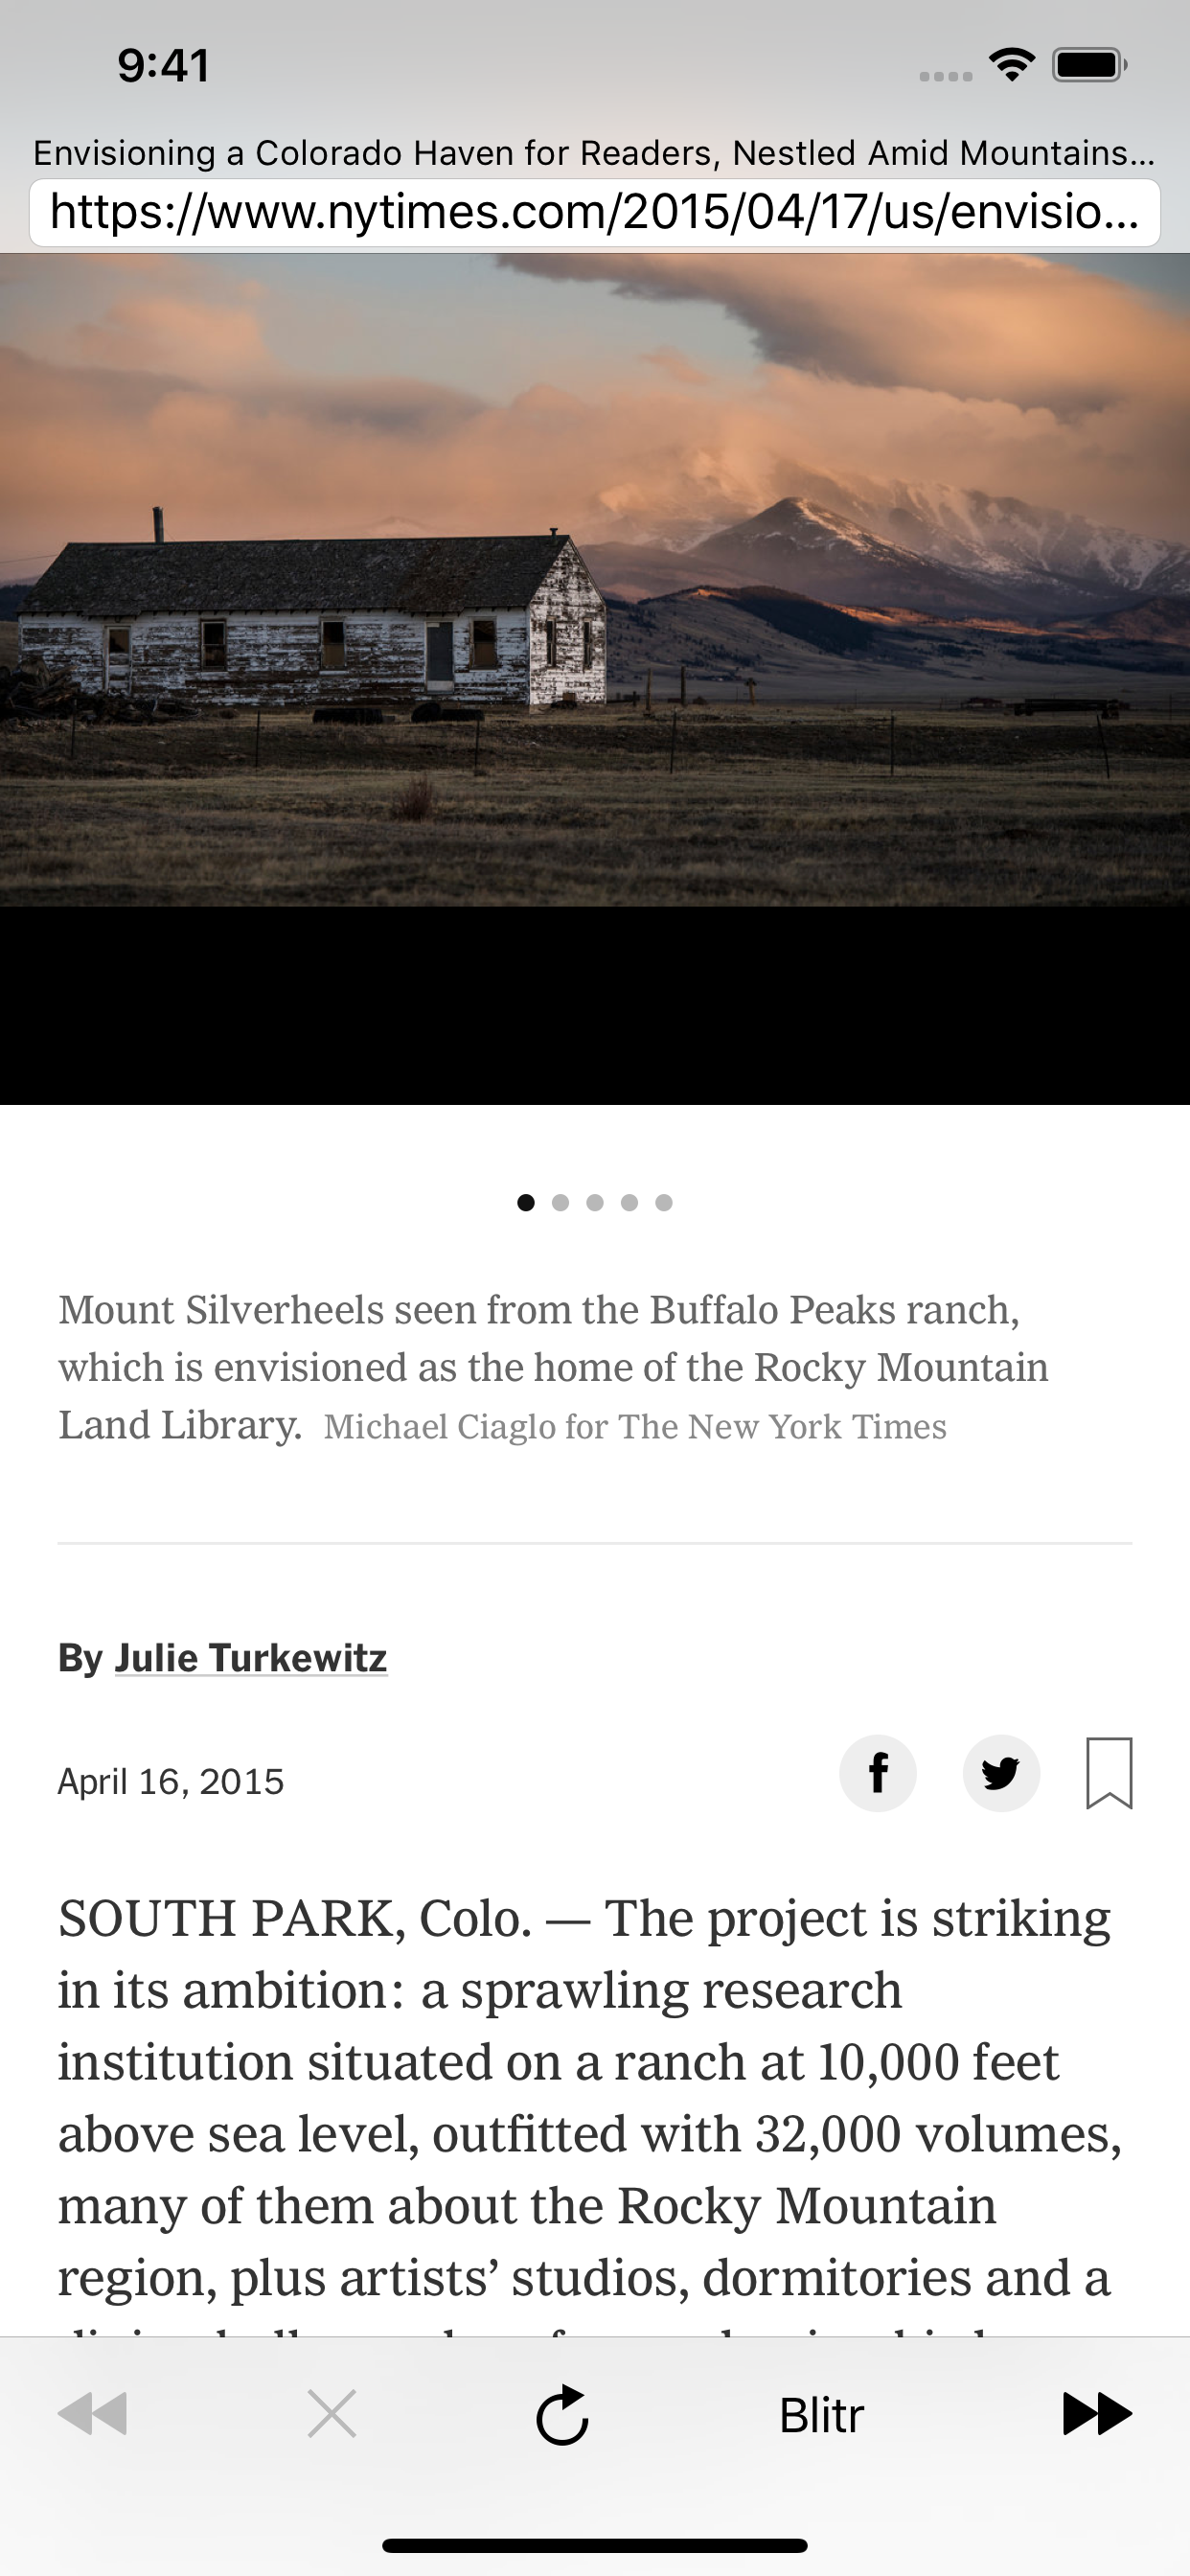 9:41
Envisioning a Colorado Haven for Readers, Nestled Amid Mountains...
https://www.nytimes.com/2015/04/17/us/envisio...
Mount Silverheels seen from the Buffalo Peaks ranch,
which is envisioned as the home of the Rocky Mountain
Land Library. Michael Ciaglo for The New York Times
By Julie Turkewitz
April 16, 2015
SOUTH PARK, Colo. — The project is striking
in its ambition: a sprawling research
institution situated on a ranch at 10,000 feet
above sea level, outfitted with 32,000 volumes,
many of them about the Rocky Mountain
region, plus artists’ studios, dormitories and a
Blitr